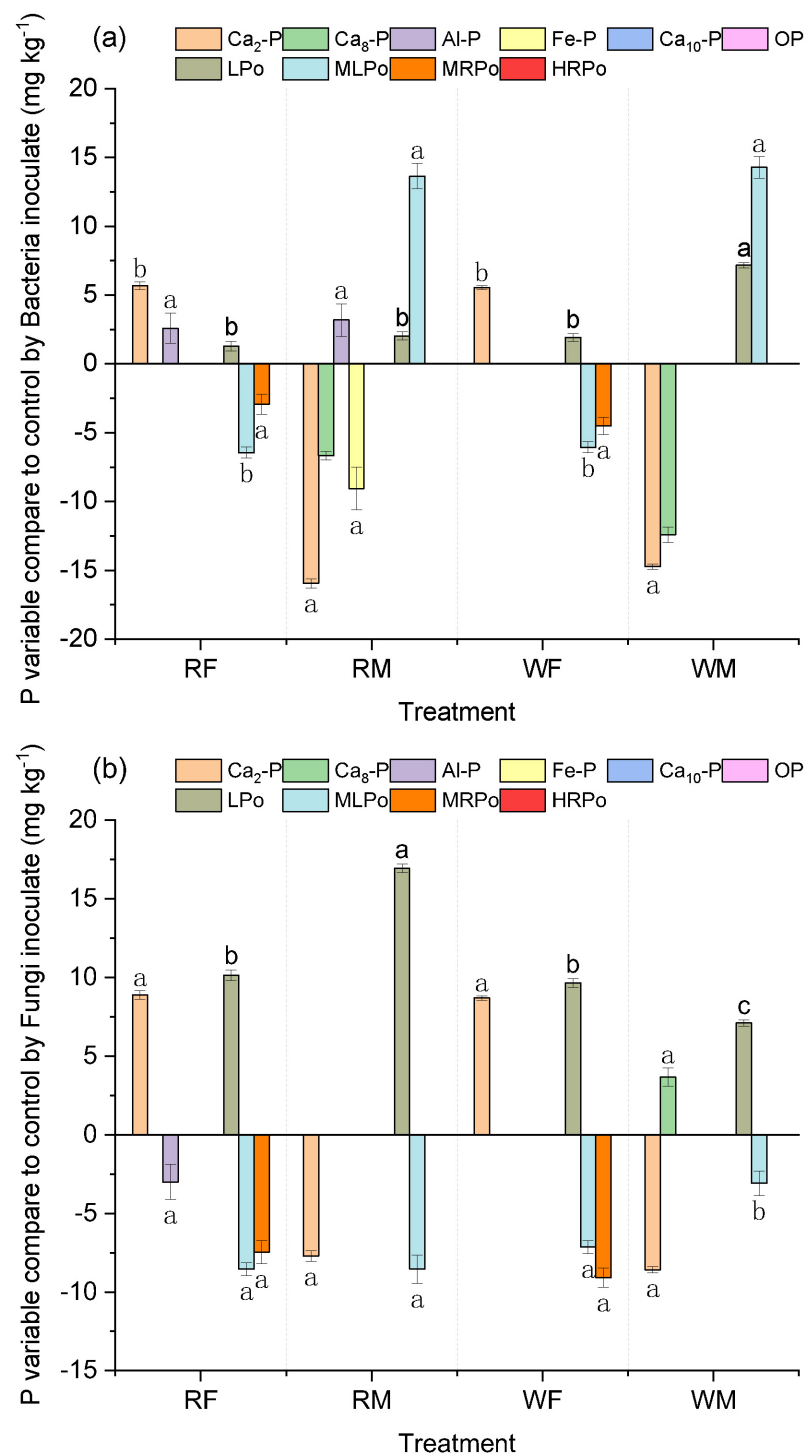 (a)
Ca₂-P Ca₈-P Al-P Fe-P Ca₁₀-P OP
LPo MLPo MRPo HRPo
P variable compare to control by Bacteria inoculate (mg kg⁻¹)
20
15
10
5
0
-5
-10
-15
-20
b a b b a
a a a b a
b b b a
a a a
RF RM WF WM
Treatment
(b)
Ca₂-P Ca₈-P Al-P Fe-P Ca₁₀-P OP
LPo MLPo MRPo HRPo
P variable compare to control by Fungi inoculate (mg kg⁻¹)
20
15
10
5
0
-5
-10
-15
a a b a a
a a a
a b a a
a a c b
RF RM WF WM
Treatment